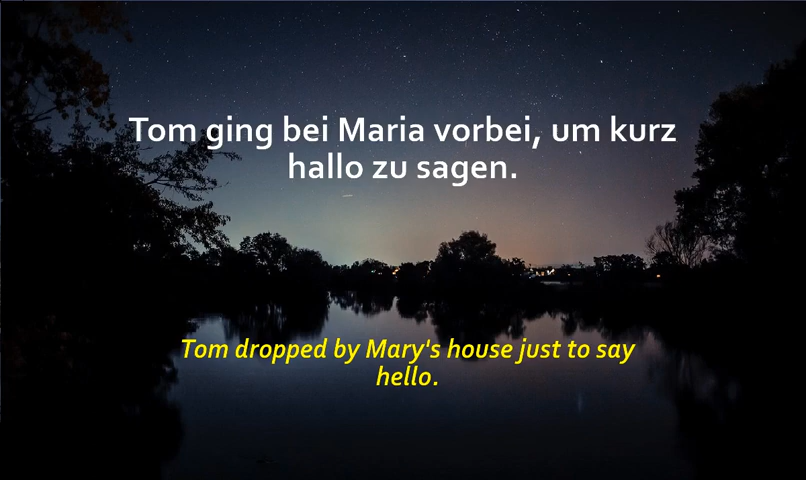 Tom ging bei Maria vorbei, um kurz
hallo zu sagen.
Tom dropped by Mary's house just to say
hello.